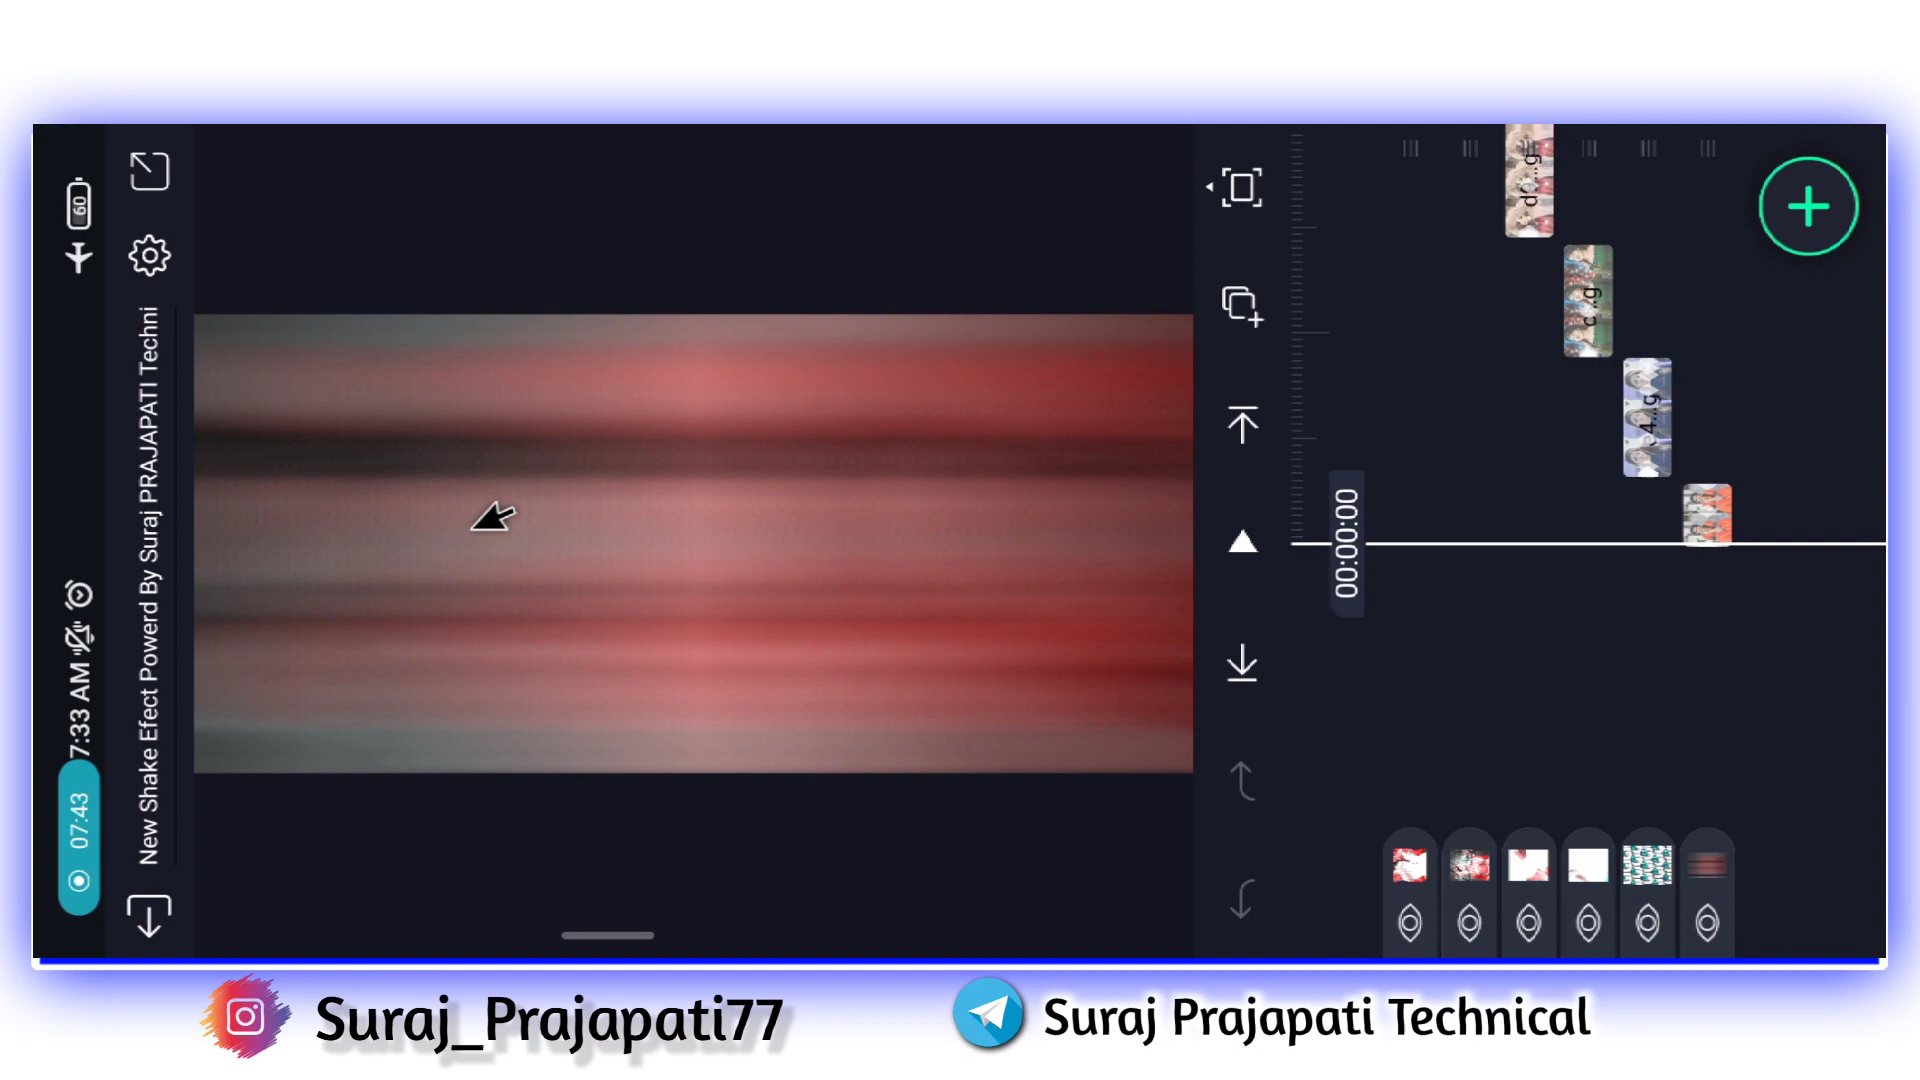 60
7:33 AM
07:43
New Shake Efect Powerd By Suraj PRAJAPATI Techni
d...g
c...g
00:00:00
Suraj_Prajapati77
Suraj Prajapati Technical